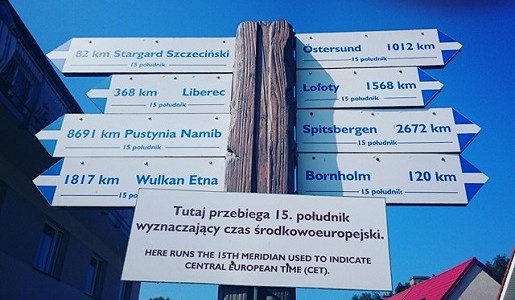 82 km Stargard Szczeciński
15 południk
368 km Liberec
15 południk
8691 km Pustynia Namib
15 południk
1817 km Wulkan Etna
15 południk
Östersund 1012 km
15 południk
Lofoty 1568 km
15 południk
Spitsbergen 2672 km
15 południk
Bornholm 120 km
15 południk
Tutaj przebiega 15. południk
wyznaczający czas środkowoeuropejski.
HERE RUNS THE 15TH MERIDIAN USED TO INDICATE
CENTRAL EUROPEAN TIME (CET).